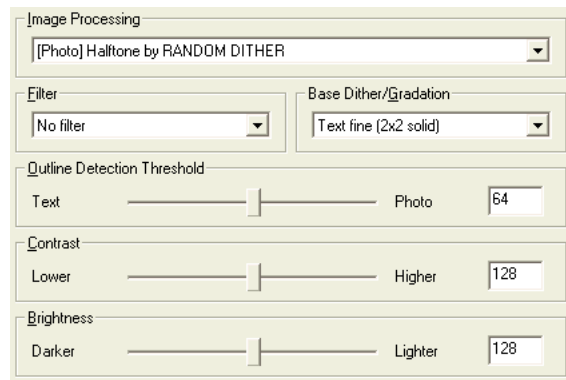 Image Processing
[Photo] Halftone by RANDOM DITHER
Filter
No filter
Base Dither/Gradation
Text fine (2x2 solid)
Outline Detection Threshold
Text Photo 64
Contrast
Lower Higher 128
Brightness
Darker Lighter 128